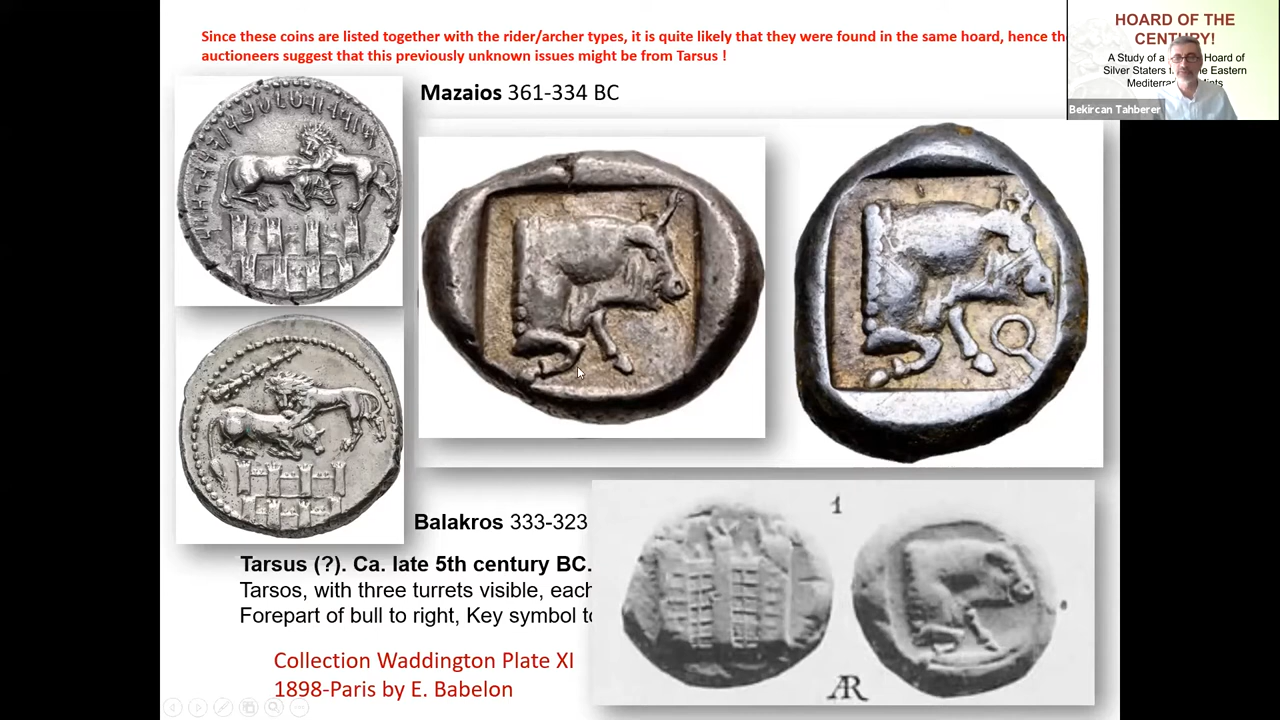 Since these coins are listed together with the rider/archer types, it is quite likely that they were found in the same hoard, hence the
auctioneers suggest that this previously unknown issues might be from Tarsus !
HOARD OF THE
CENTURY!
A Study of a Hoard of
Silver Staters Eastern
Mints
Bekircan Tahberer
Mazaios 361-334 BC
Balakros 333-323
Tarsus (?). Ca. late 5th century BC.
Tarsos, with three turrets visible, each
Forepart of bull to right, Key symbol
Collection Waddington Plate XI
1898-Paris by E. Babelon
1
AR